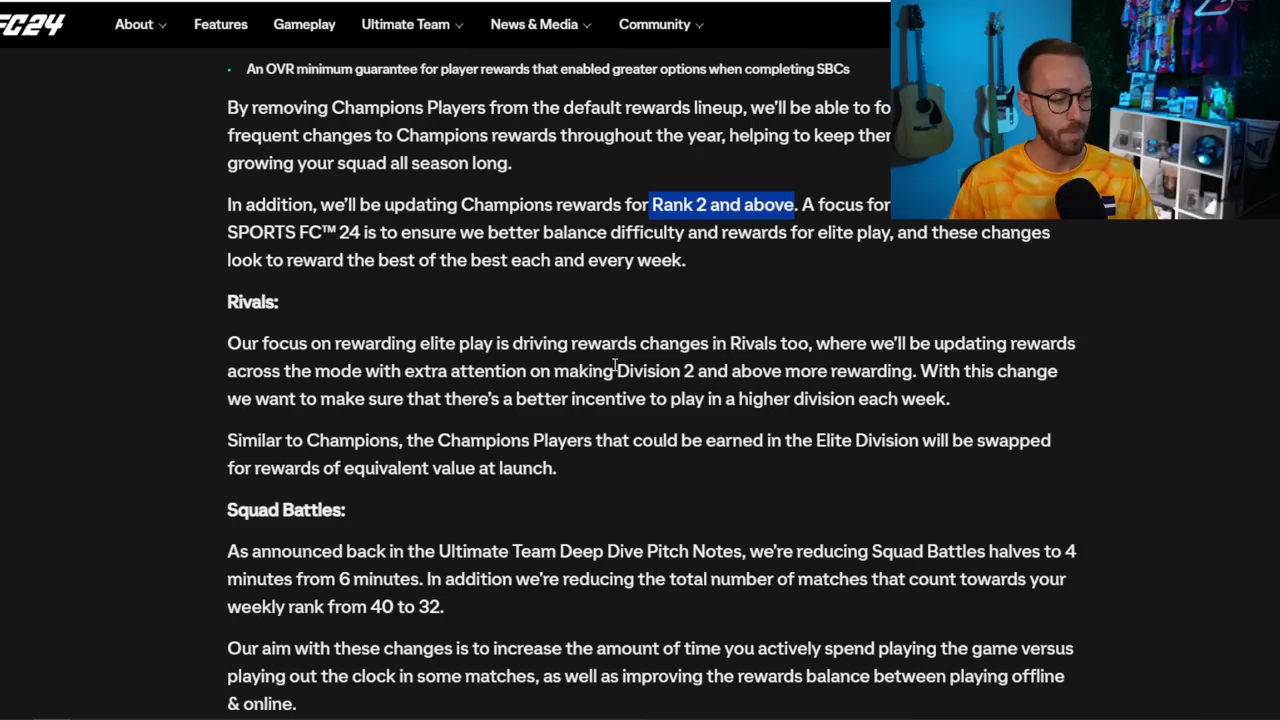 FC24 About Features Gameplay Ultimate Team News & Media Community
An OVR minimum guarantee for player rewards that enabled greater options when completing SBCs
By removing Champions Players from the default rewards lineup, we'll be able to fo
frequent changes to Champions rewards throughout the year, helping to keep ther
growing your squad all season long.
In addition, we'll be updating Champions rewards for Rank 2 and above. A focus for
SPORTS FC™ 24 is to ensure we better balance difficulty and rewards for elite play, and these changes
look to reward the best of the best each and every week.
Rivals:
Our focus on rewarding elite play is driving rewards changes in Rivals too, where we'll be updating rewards
across the mode with extra attention on making Division 2 and above more rewarding. With this change
we want to make sure that there's a better incentive to play in a higher division each week.
Similar to Champions, the Champions Players that could be earned in the Elite Division will be swapped
for rewards of equivalent value at launch.
Squad Battles:
As announced back in the Ultimate Team Deep Dive Pitch Notes, we're reducing Squad Battles halves to 4
minutes from 6 minutes. In addition we're reducing the total number of matches that count towards your
weekly rank from 40 to 32.
Our aim with these changes is to increase the amount of time you actively spend playing the game versus
playing out the clock in some matches, as well as improving the rewards balance between playing offline
& online.